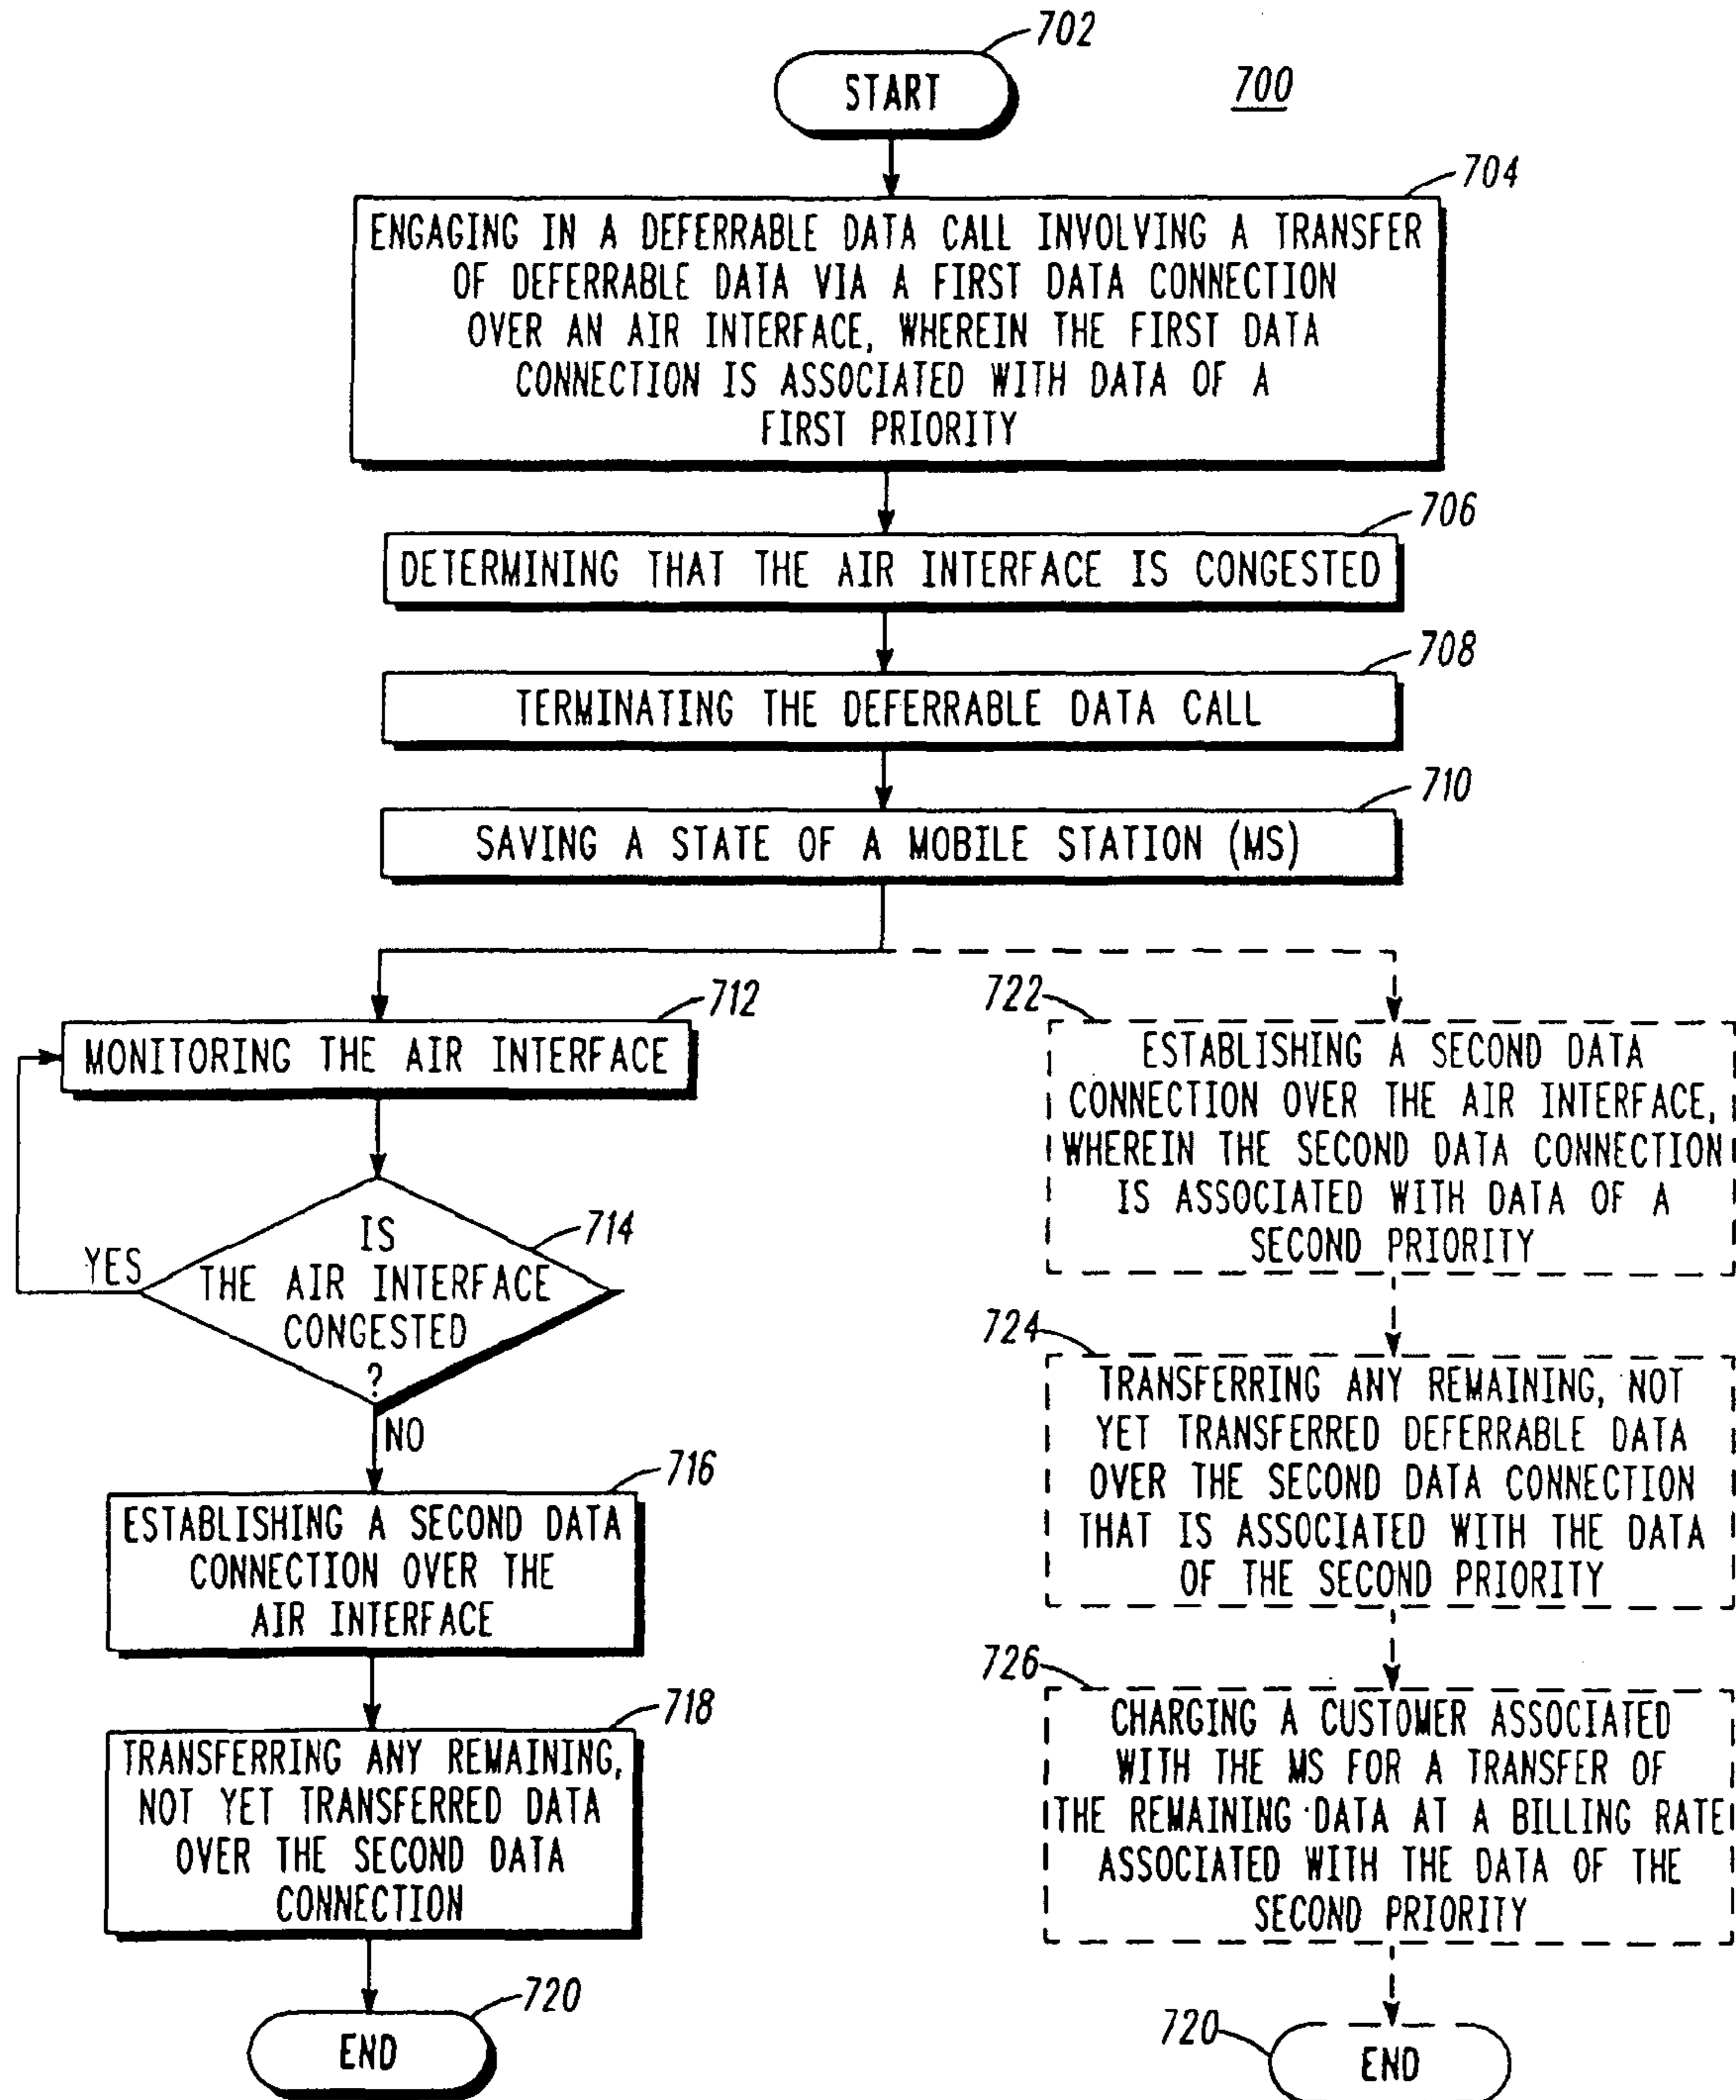 702
START
700
704
ENGAGING IN A DEFERRABLE DATA CALL INVOLVING A TRANSFER
OF DEFERRABLE DATA VIA A FIRST DATA CONNECTION
OVER AN AIR INTERFACE, WHEREIN THE FIRST DATA
CONNECTION IS ASSOCIATED WITH DATA OF A
FIRST PRIORITY
706
DETERMINING THAT THE AIR INTERFACE IS CONGESTED
708
TERMINATING THE DEFERRABLE DATA CALL
710
SAVING A STATE OF A MOBILE STATION (MS)
712
MONITORING THE AIR INTERFACE
714
IS
THE AIR INTERFACE
CONGESTED
?
YES
NO
716
ESTABLISHING A SECOND DATA
CONNECTION OVER THE
AIR INTERFACE
718
TRANSFERRING ANY REMAINING,
NOT YET TRANSFERRED DATA
OVER THE SECOND DATA
CONNECTION
720
END
722
ESTABLISHING A SECOND DATA
CONNECTION OVER THE AIR INTERFACE,
WHEREIN THE SECOND DATA CONNECTION
IS ASSOCIATED WITH DATA OF A
SECOND PRIORITY
724
TRANSFERRING ANY REMAINING, NOT
YET TRANSFERRED DEFERRABLE DATA
OVER THE SECOND DATA CONNECTION
THAT IS ASSOCIATED WITH THE DATA
OF THE SECOND PRIORITY
726
CHARGING A CUSTOMER ASSOCIATED
WITH THE MS FOR A TRANSFER OF
THE REMAINING DATA AT A BILLING RATE
ASSOCIATED WITH THE DATA OF THE
SECOND PRIORITY
720
END